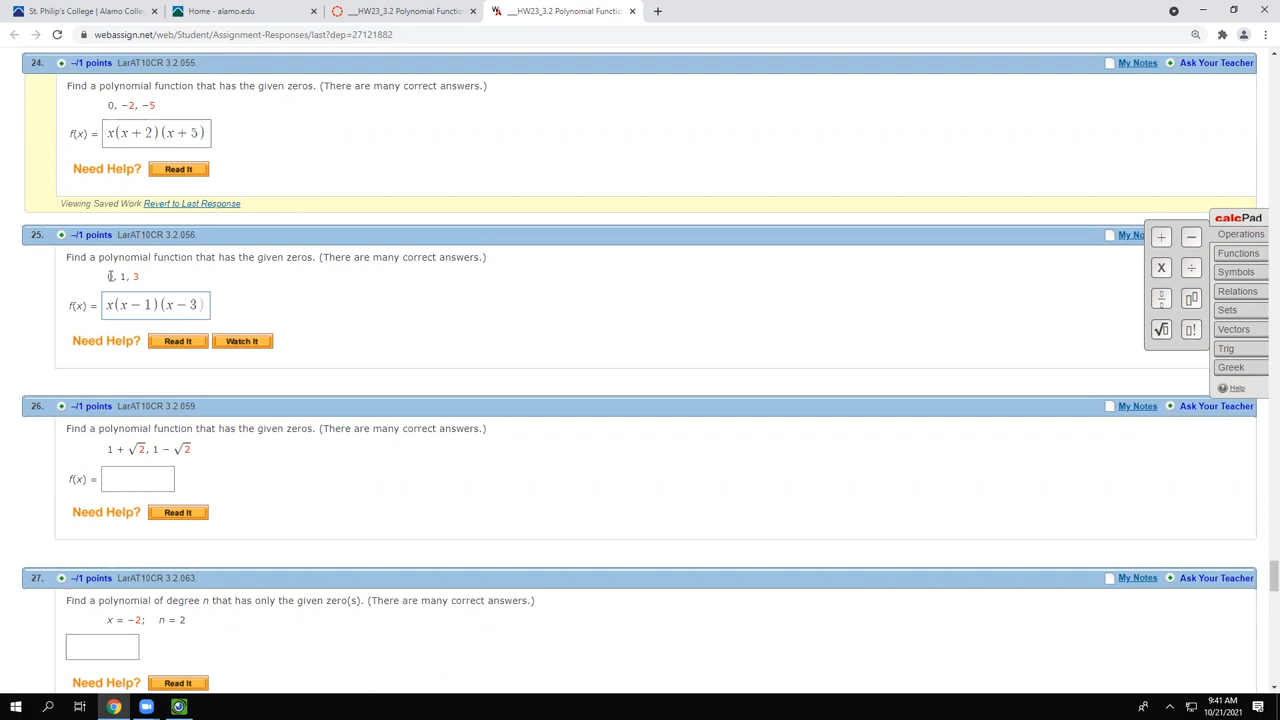 St. Philip's College | Alamo Colle
Home - alamo.edu
__HW23_3.2 Polynomial Functio
__HW23_3.2 Polynomial Functio
webassign.net/web/Student/Assignment-Responses/last?dep=27121882
24. –/1 points LarAT10CR 3.2.055. My Notes Ask Your Teacher
Find a polynomial function that has the given zeros. (There are many correct answers.)
0, −2, −5
f(x) = x(x + 2)(x + 5)
Need Help? Read It
Viewing Saved Work Revert to Last Response
25. –/1 points LarAT10CR 3.2.056. My No
Find a polynomial function that has the given zeros. (There are many correct answers.)
, 1, 3
f(x) = x(x − 1)(x − 3)
Need Help? Read It Watch It
calcPad
Operations
Functions
Symbols
Relations
Sets
Vectors
Trig
Greek
Help
26. –/1 points LarAT10CR 3.2.059. My Notes Ask Your Teacher
Find a polynomial function that has the given zeros. (There are many correct answers.)
1 + √2, 1 − √2
f(x) =
Need Help? Read It
27. –/1 points LarAT10CR 3.2.063. My Notes Ask Your Teacher
Find a polynomial of degree n that has only the given zero(s). (There are many correct answers.)
x = −2; n = 2
Need Help? Read It
9:41 AM
10/21/2021